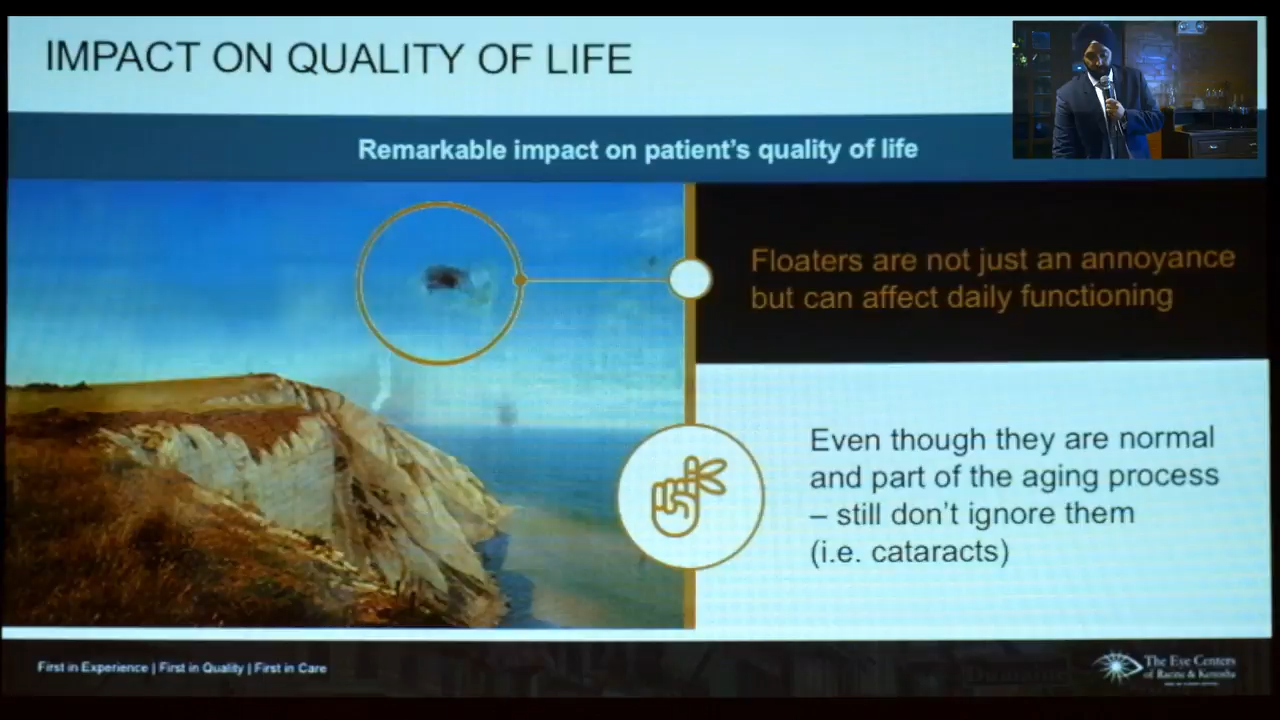 IMPACT ON QUALITY OF LIFE
Remarkable impact on patient's quality of life
Floaters are not just an annoyance
but can affect daily functioning
Even though they are normal
and part of the aging process
– still don't ignore them
(i.e. cataracts)
First in Experience | First in Quality | First in Care
The Eye Centers
of Racine & Kenosha